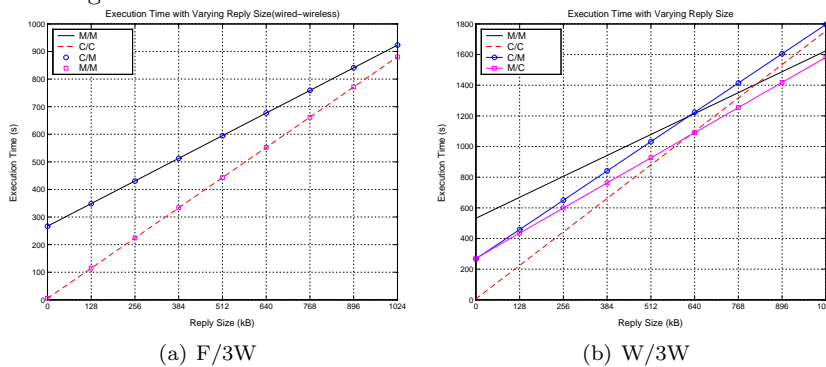 Execution Time with Varying Reply Size(wired−wireless)
1000
900
800
700
600
500
400
300
200
100
0
Execution Time (s)
M/M
C/C
C/M
M/M
0 128 256 384 512 640 768 896 1024
Reply Size (kB)
(a) F/3W
Execution Time with Varying Reply Size
1800
1600
1400
1200
1000
800
600
400
200
0
Execution Time (s)
M/M
C/C
C/M
M/C
0 128 256 384 512 640 768 896
Reply Size (kB)
(b) W/3W